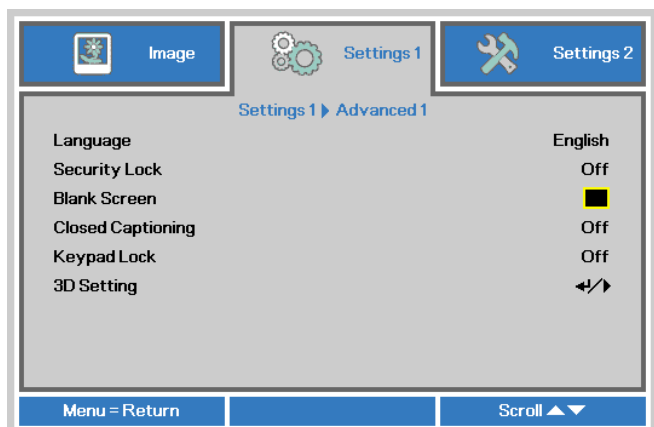 Image
Settings 1
Settings 2
Settings 1 ▶ Advanced 1
Language English
Security Lock Off
Blank Screen
Closed Captioning Off
Keypad Lock Off
3D Setting ↵/▶
Menu = Return Scroll ▲▼